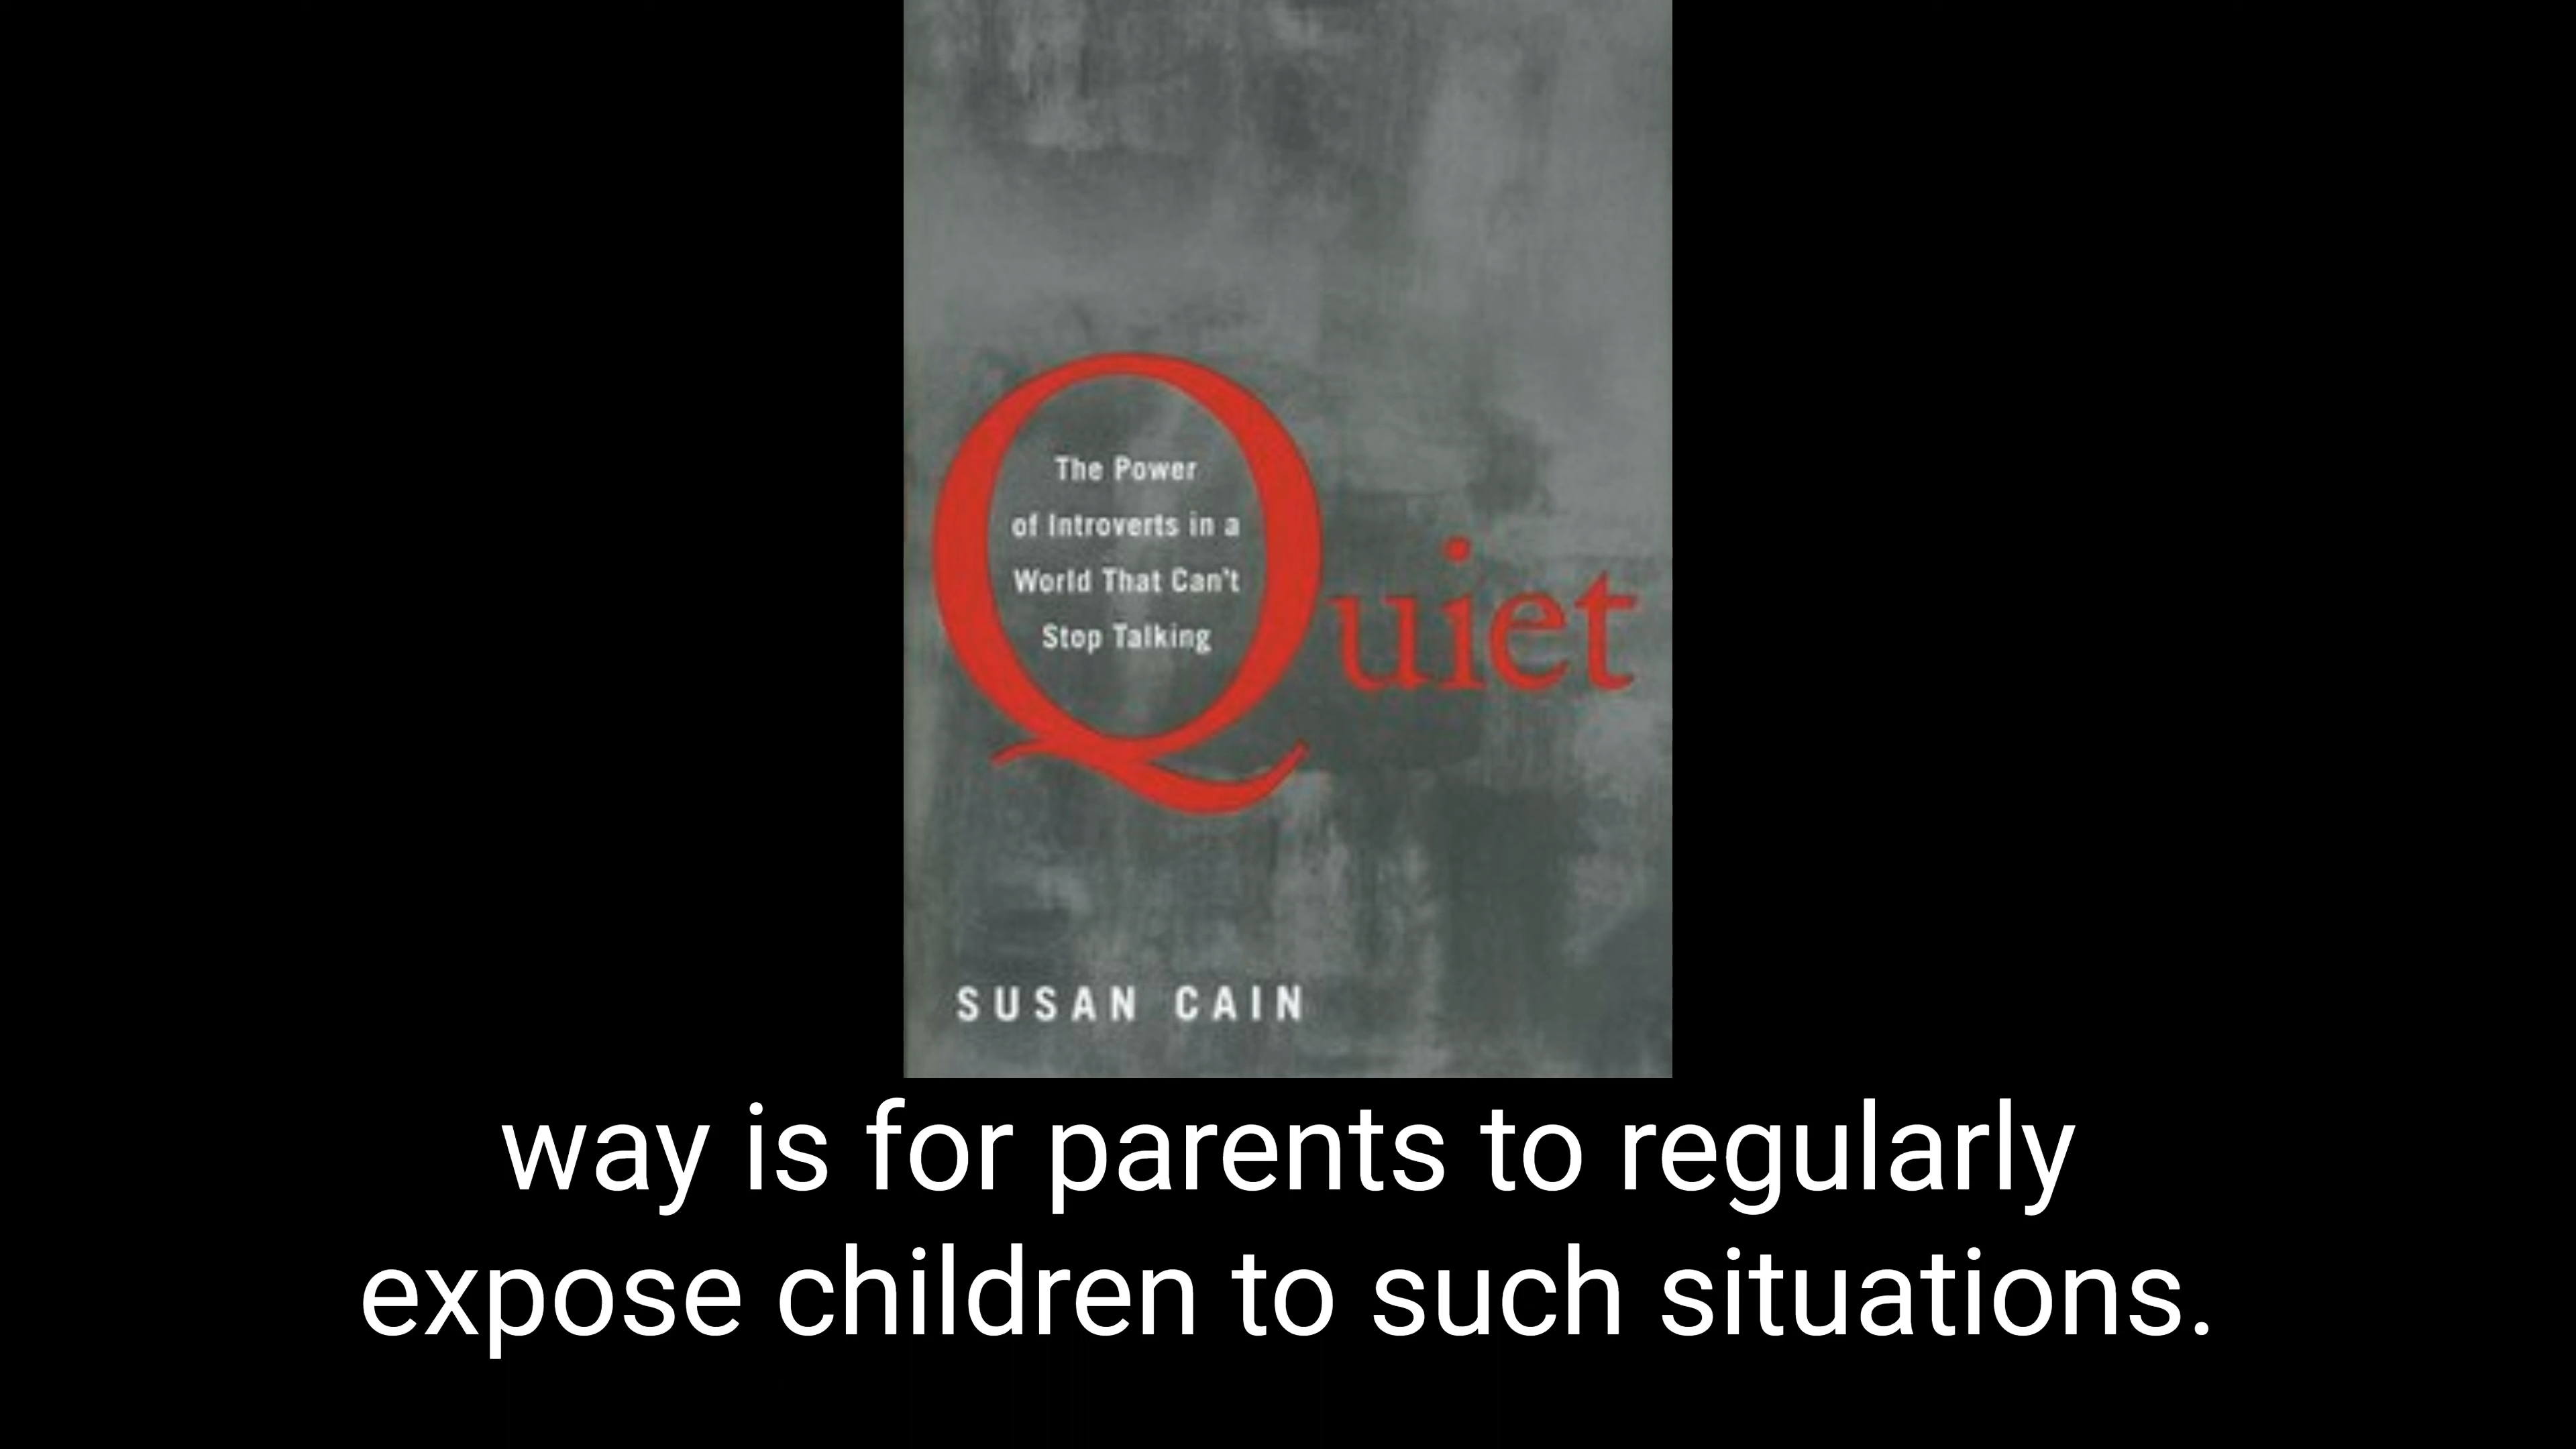 The Power
of Introverts in a
World That Can't
Stop Talking
Quiet
SUSAN CAIN
way is for parents to regularly
expose children to such situations.